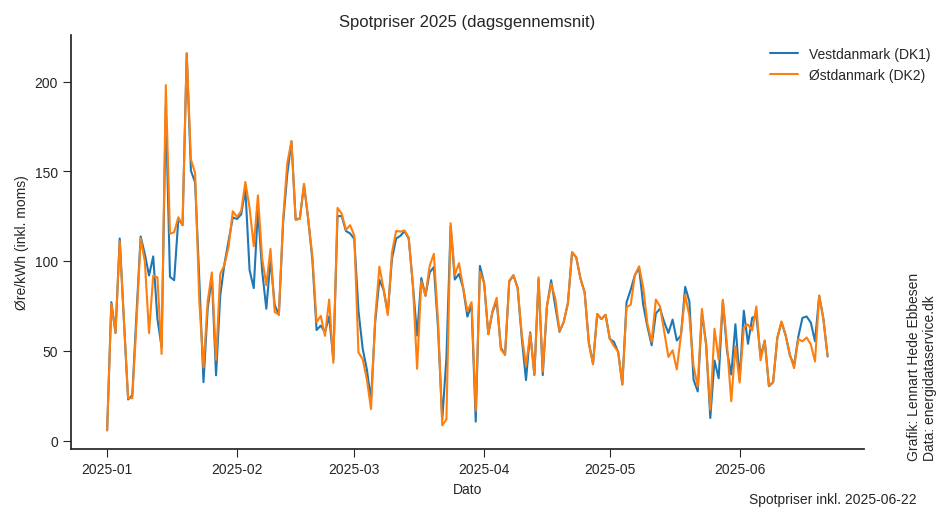 Spotpriser 2025 (dagsgennemsnit)
Vestdanmark (DK1)
Østdanmark (DK2)
Øre/kWh (inkl. moms)
200
150
100
50
0
2025-01
2025-02
2025-03
2025-04
2025-05
2025-06
Dato
Grafik: Lennart Hede Ebbesen
Data: energidataservice.dk
Spotpriser inkl. 2025-06-22